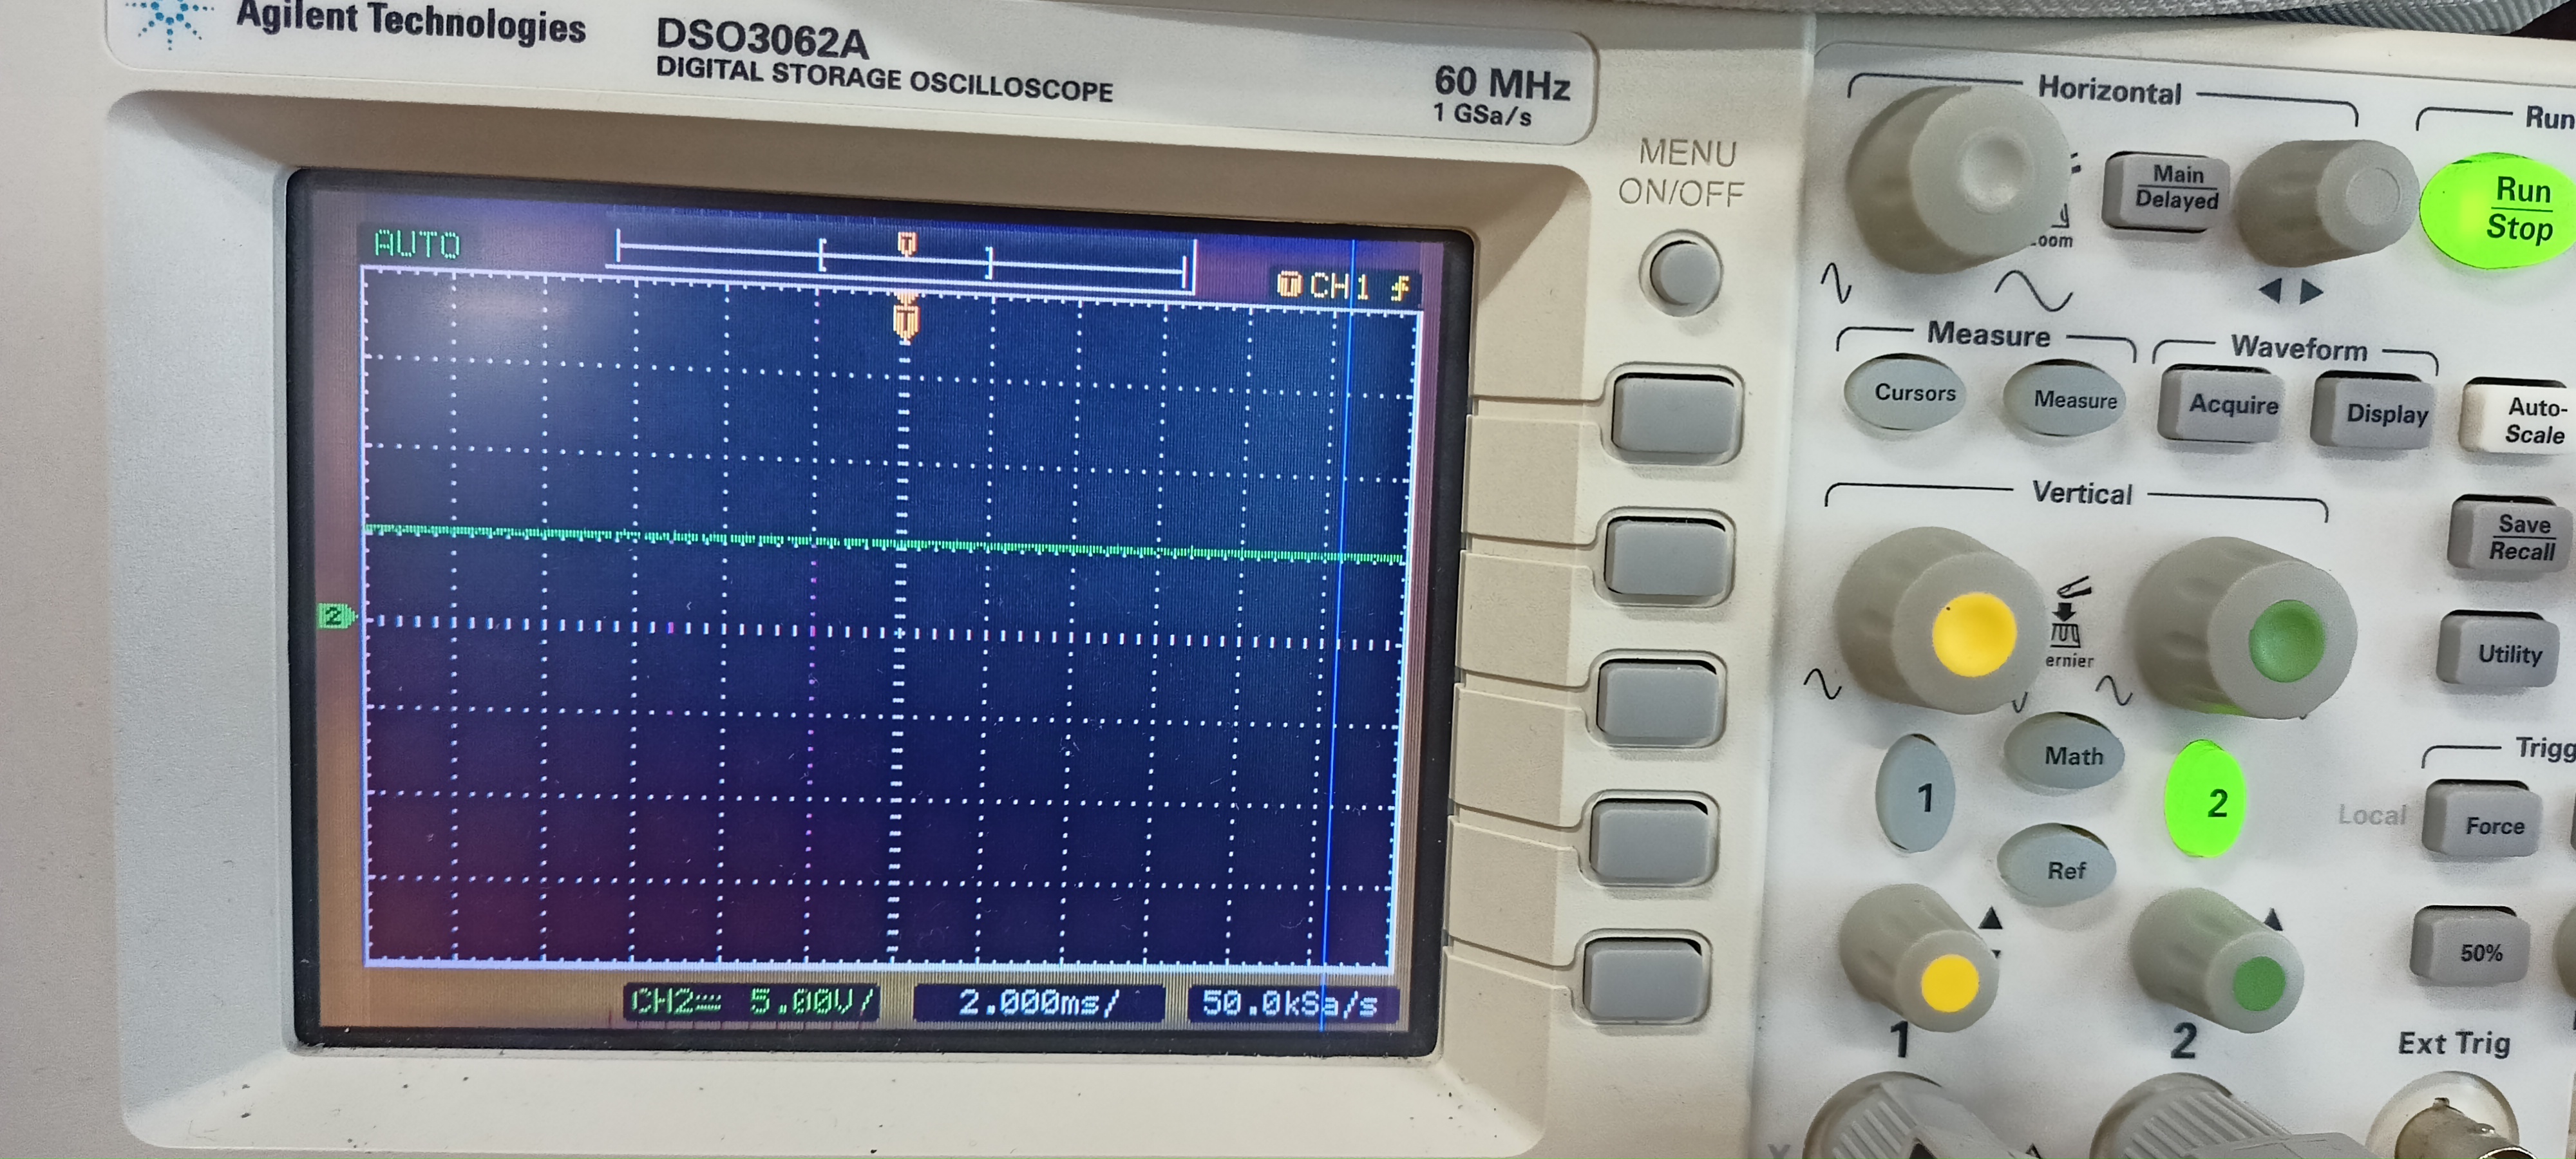 Agilent Technologies
DSO3062A
DIGITAL STORAGE OSCILLOSCOPE
60 MHz
1 GSa/s
MENU
ON/OFF
Horizontal
Run
Main
Delayed
Run
Stop
AUTO
T
T CH1
T
Measure
Waveform
Cursors
Measure
Acquire
Display
Auto-
Scale
Vertical
Save
Recall
2
Utility
1
Math
2
Ref
Local
Trigg
Force
50%
CH2 5.00V/
2.000ms/
50.0kSa/s
1
2
Ext Trig